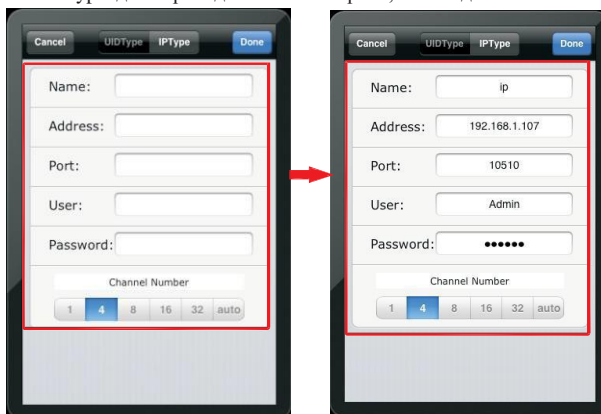 Cancel UIDType IPType Done
Name:
Address:
Port:
User:
Password:
Channel Number
1 4 8 16 32 auto
Cancel UIDType IPType Done
Name: ip
Address: 192.168.1.107
Port: 10510
User: Admin
Password: ●●●●●●
Channel Number
1 4 8 16 32 auto